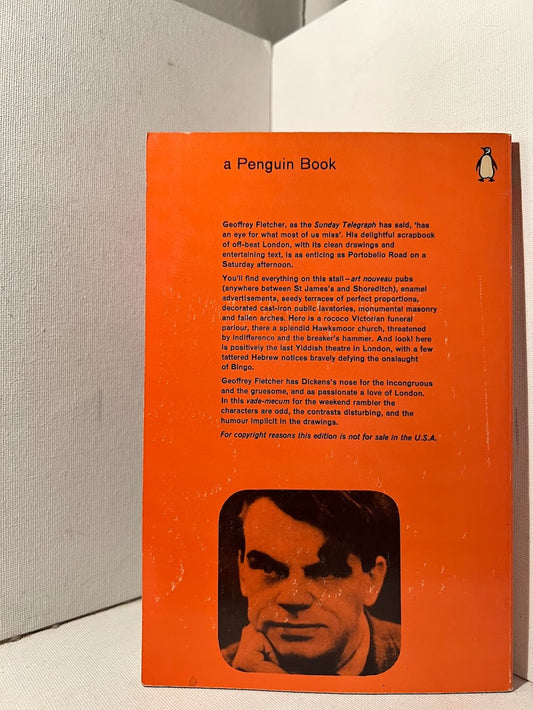 a Penguin Book
Geoffrey Fletcher, as the Sunday Telegraph has said, 'has
an eye for what most of us miss'. His delightful scrapbook
of off-beat London, with its clean drawings and
entertaining text, is as enticing as Portobello Road on a
Saturday afternoon.
You'll find everything on this stall – art nouveau pubs
(anywhere between St James's and Shoreditch), enamel
advertisements, seedy terraces of perfect proportions,
decorated cast-iron public lavatories, monumental masonry
and fallen arches. Here is a rococo Victorian funeral
parlour, there a splendid Hawksmoor church, threatened
by indifference and the breaker's hammer. And look! here
is positively the last Yiddish theatre in London, with a few
tattered Hebrew notices bravely defying the onslaught
of Bingo.
Geoffrey Fletcher has Dickens's nose for the incongruous
and the gruesome, and as passionate a love of London.
In this vade-mecum for the weekend rambler the
characters are odd, the contrasts disturbing, and the
humour implicit in the drawings.
For copyright reasons this edition is not for sale in the U.S.A.